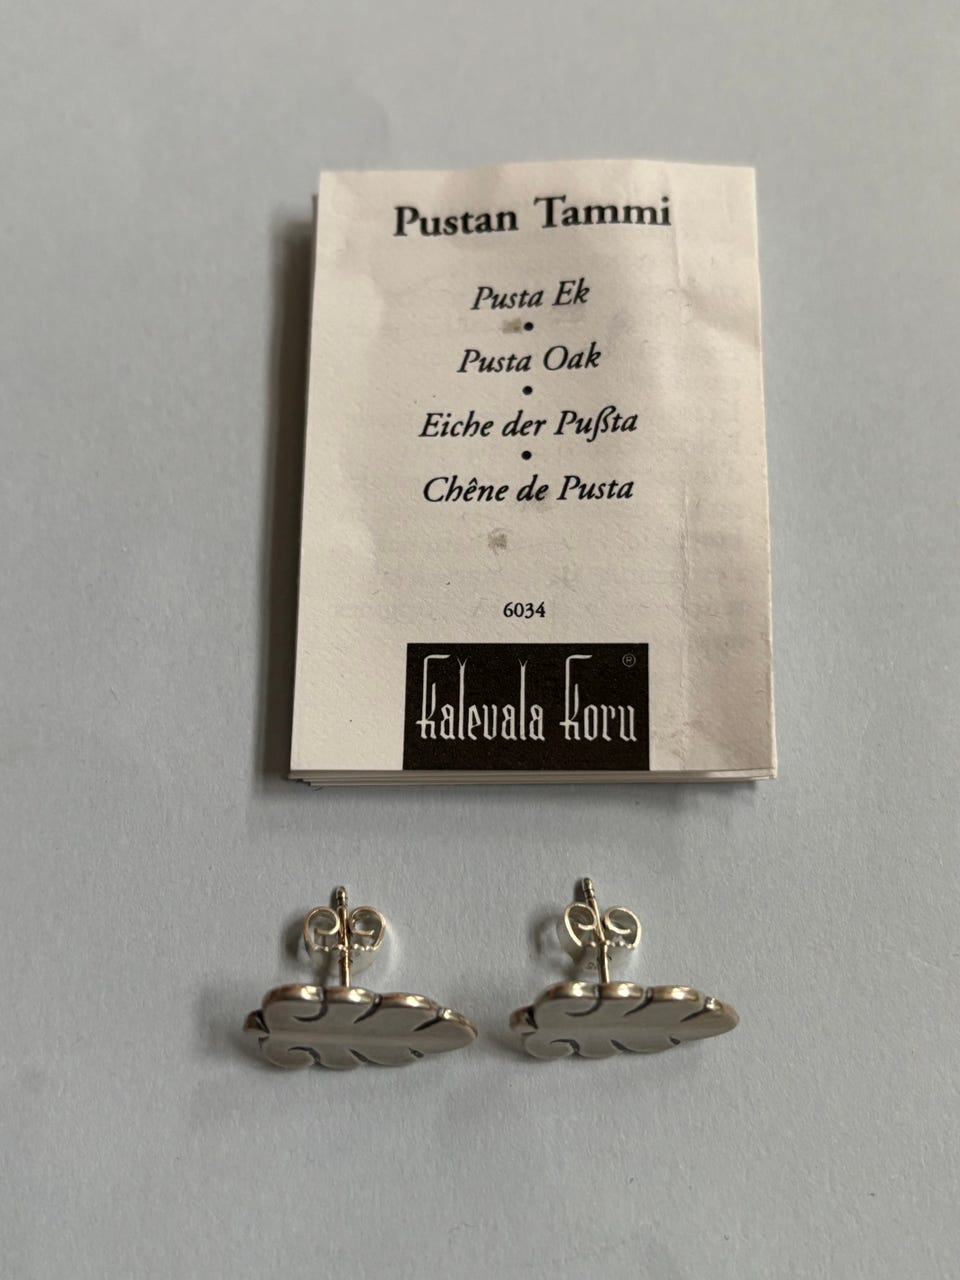 Pustan Tammi
Pusta Ek
•
Pusta Oak
•
Eiche der Pußta
•
Chêne de Pusta
6034
Kalevala Koru ®